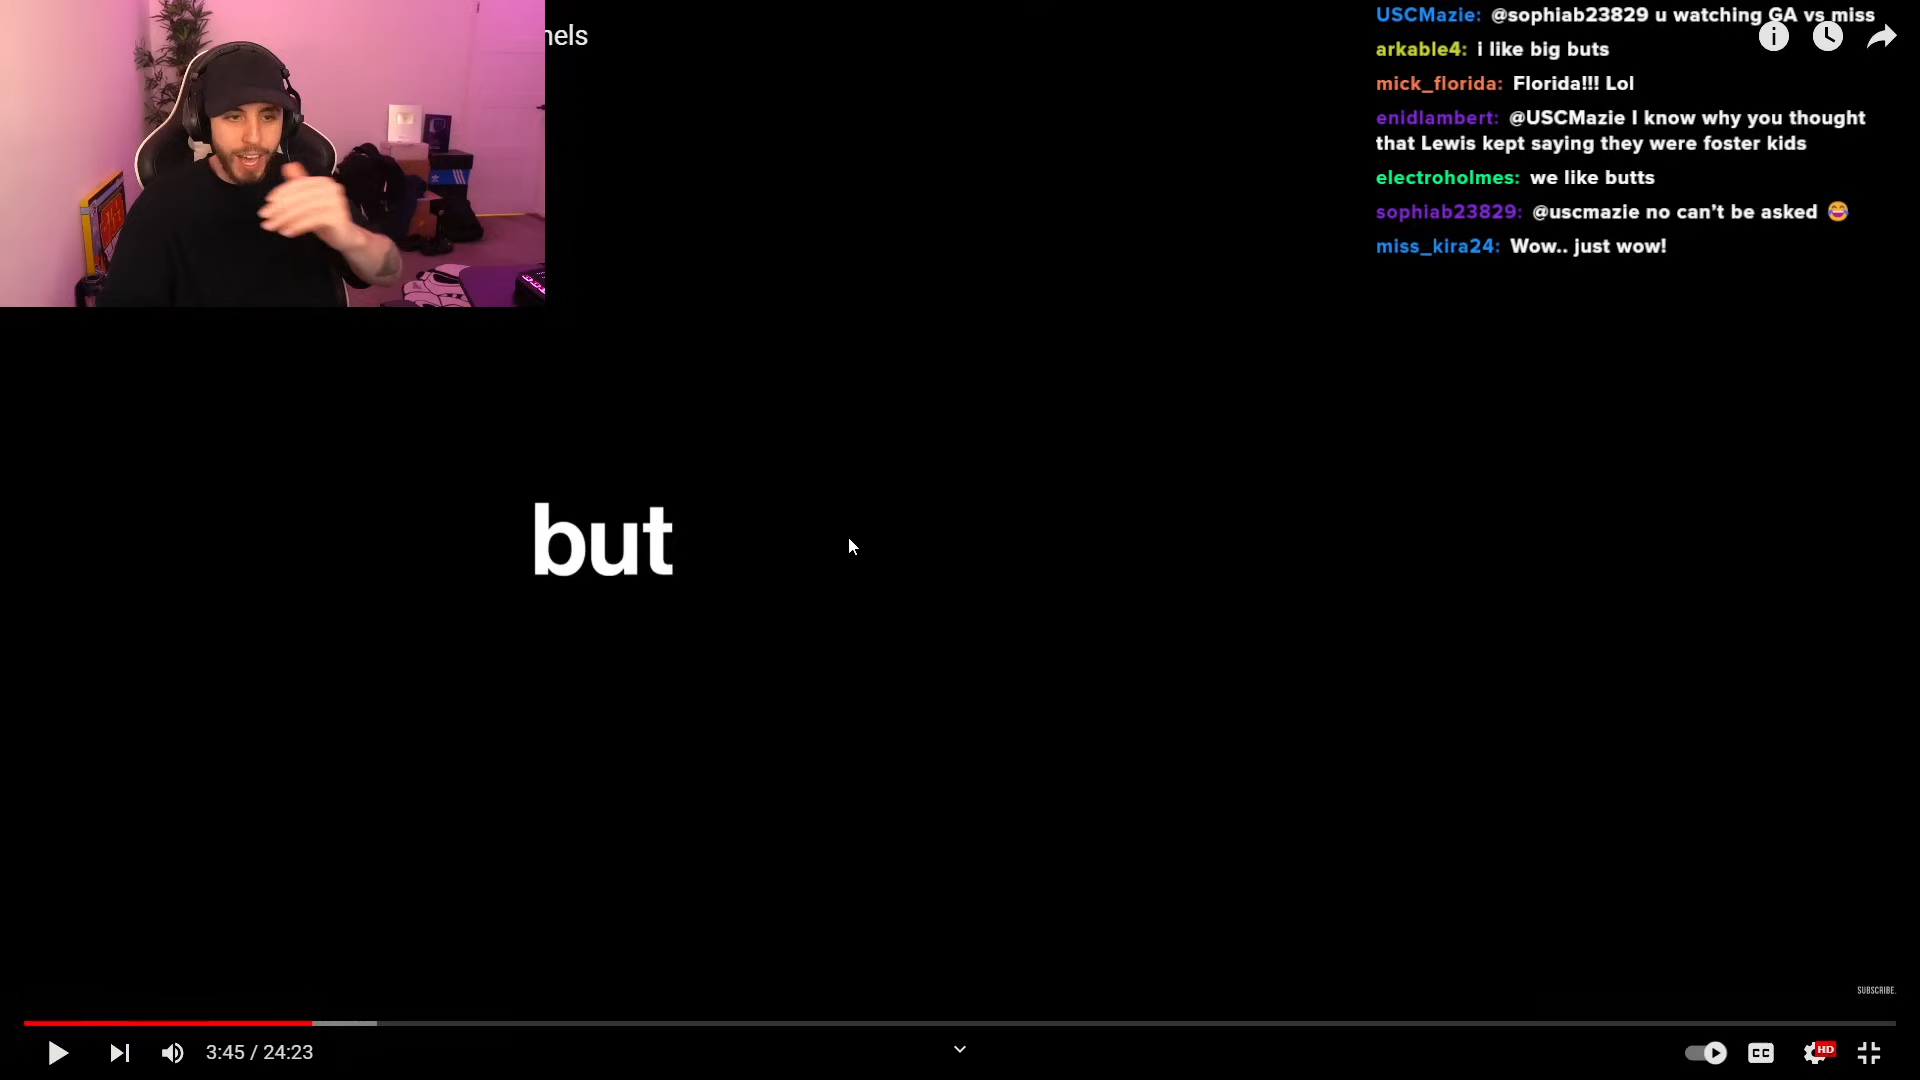 nels
USCMazie: @sophiab23829 u watching GA vs miss
arkable4: i like big buts
mick_florida: Florida!!! Lol
enidlambert: @USCMazie I know why you thought
that Lewis kept saying they were foster kids
electroholmes: we like butts
sophiab23829: @uscmazie no can’t be asked 😂
miss_kira24: Wow.. just wow!
but
SUBSCRIBE.
3:45 / 24:23
CC
HD